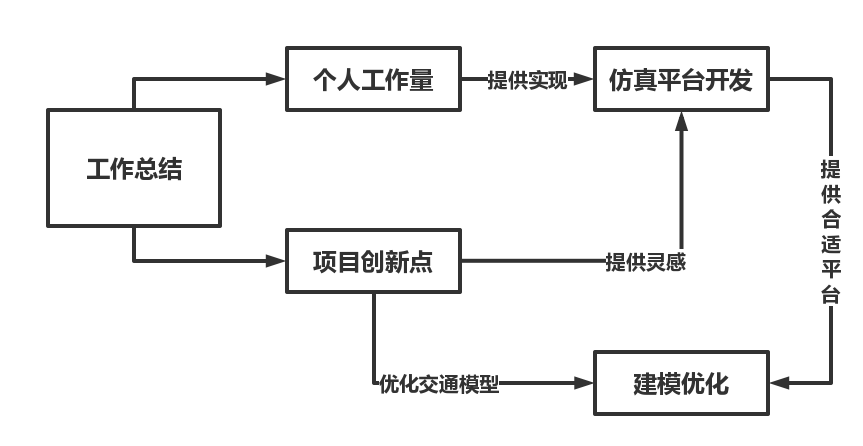 个人工作量
提供实现
仿真平台开发
工作总结
提供合适平台
项目创新点
提供灵感
优化交通模型
建模优化